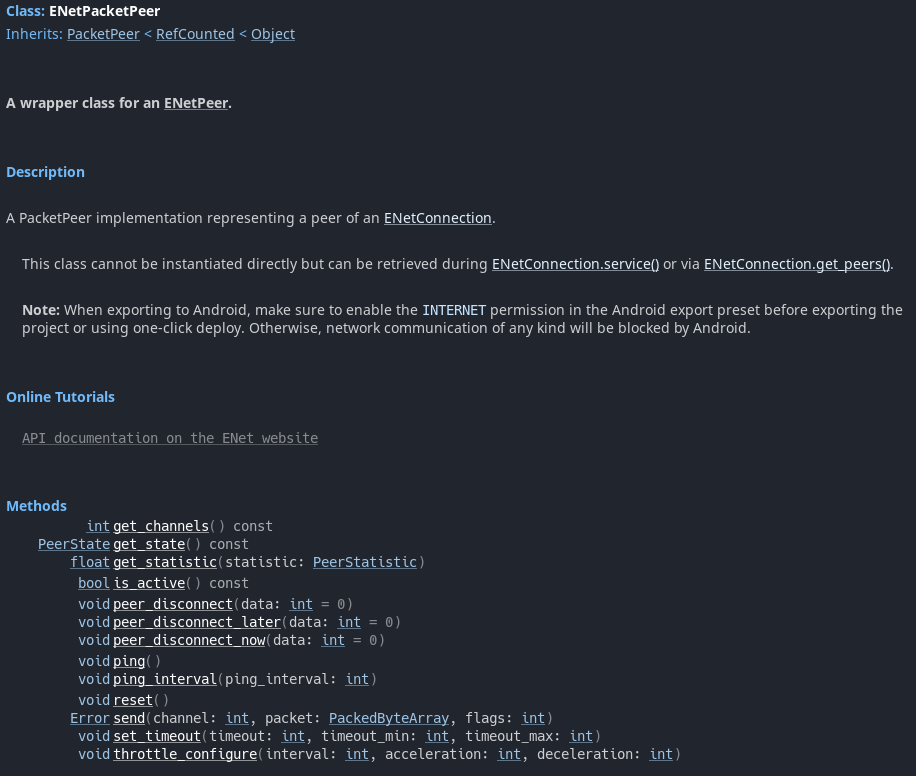 Class: ENetPacketPeer
Inherits: PacketPeer < RefCounted < Object
A wrapper class for an ENetPeer.
Description
A PacketPeer implementation representing a peer of an ENetConnection.
This class cannot be instantiated directly but can be retrieved during ENetConnection.service() or via ENetConnection.get_peers().
Note: When exporting to Android, make sure to enable the INTERNET permission in the Android export preset before exporting the
project or using one-click deploy. Otherwise, network communication of any kind will be blocked by Android.
Online Tutorials
API documentation on the ENet website
Methods
int get_channels() const
PeerState get_state() const
float get_statistic(statistic: PeerStatistic)
bool is_active() const
void peer_disconnect(data: int = 0)
void peer_disconnect_later(data: int = 0)
void peer_disconnect_now(data: int = 0)
void ping()
void ping_interval(ping_interval: int)
void reset()
Error send(channel: int, packet: PackedByteArray, flags: int)
void set_timeout(timeout: int, timeout_min: int, timeout_max: int)
void throttle_configure(interval: int, acceleration: int, deceleration: int)